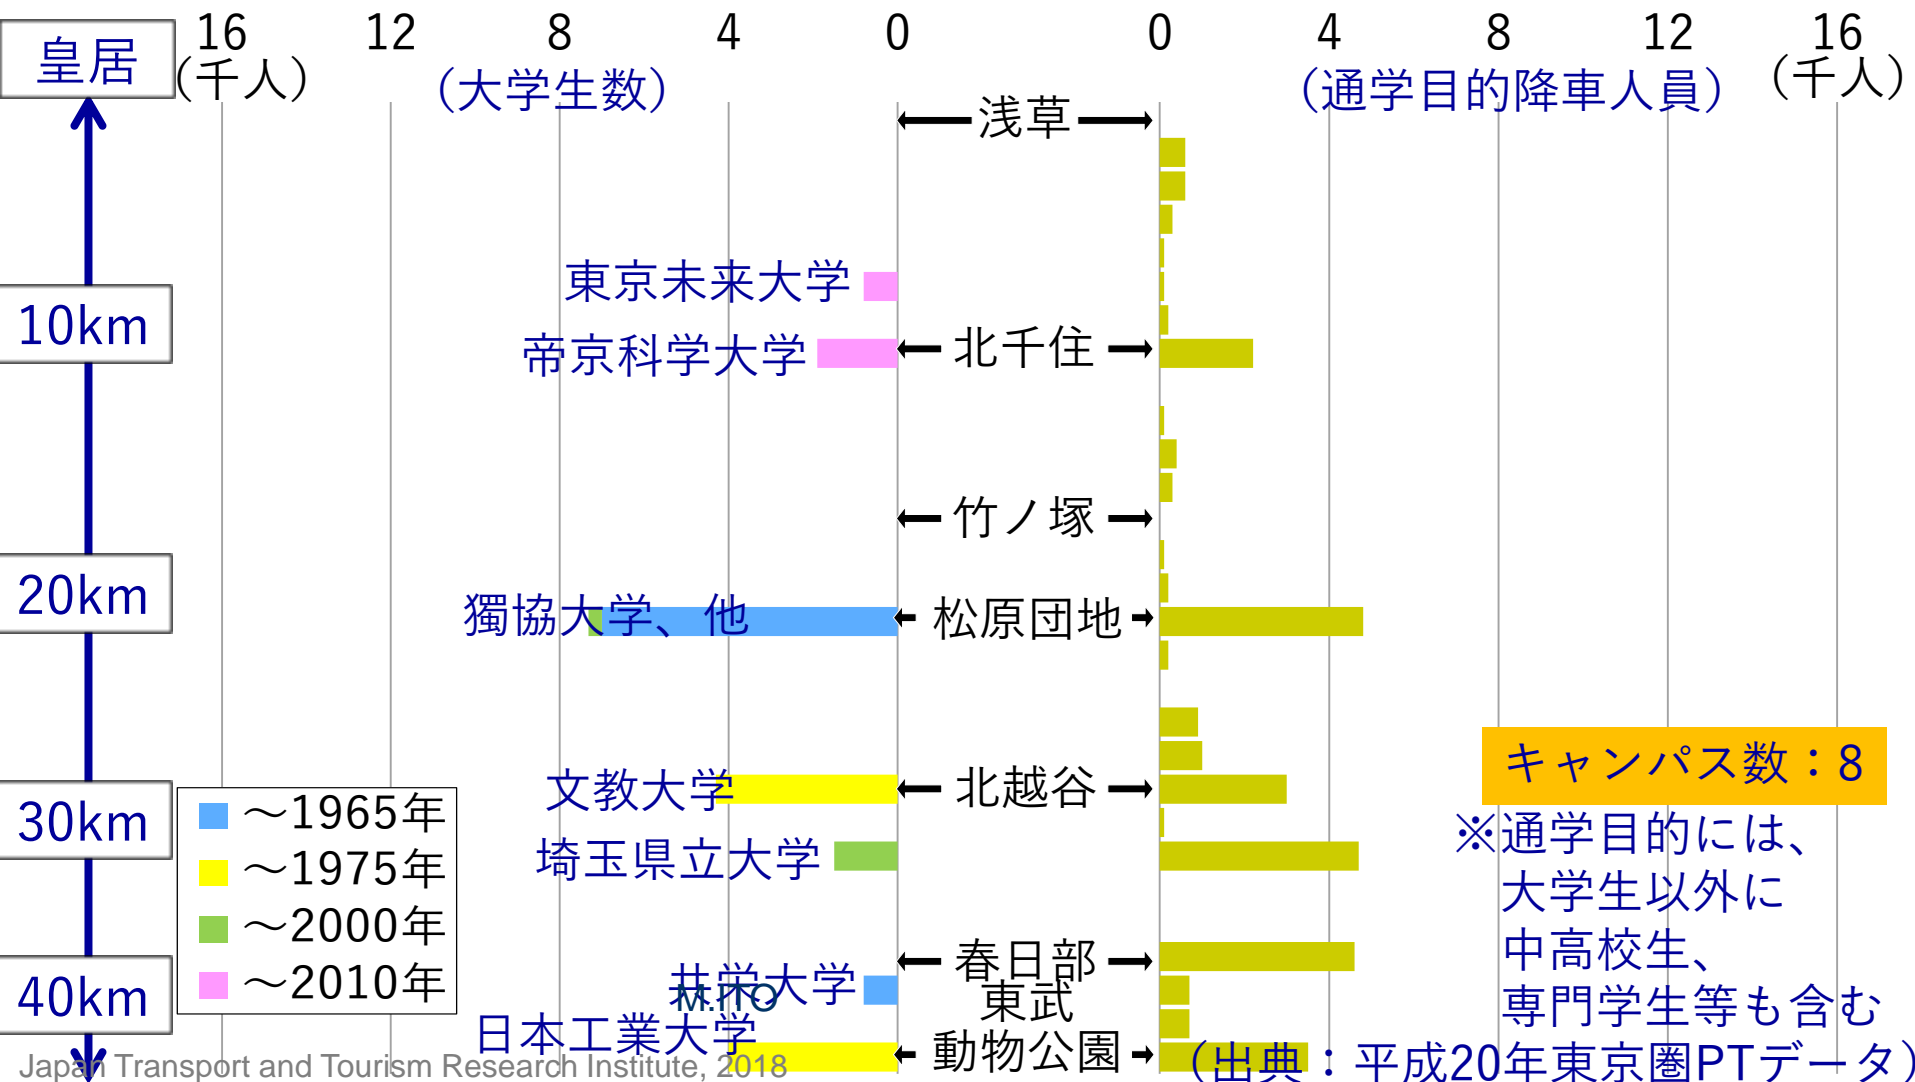 皇居
16 12 8 4 0 0 4 8 12 16
(千人) (大学生数) (通学目的降車人員) (千人)
浅草
東京未来大学
10km
帝京科学大学 北千住
竹ノ塚
20km
獨協大学、他 松原団地
キャンパス数：8
文教大学 北越谷
30km
～1965年
～1975年
～2000年
～2010年
※通学目的には、
大学生以外に
中高校生、
専門学生等も含む
埼玉県立大学
春日部
40km
共栄大学
M.ITO
東武
動物公園
日本工業大学
(出典：平成20年東京圏PTデータ)
Japan Transport and Tourism Research Institute, 2018